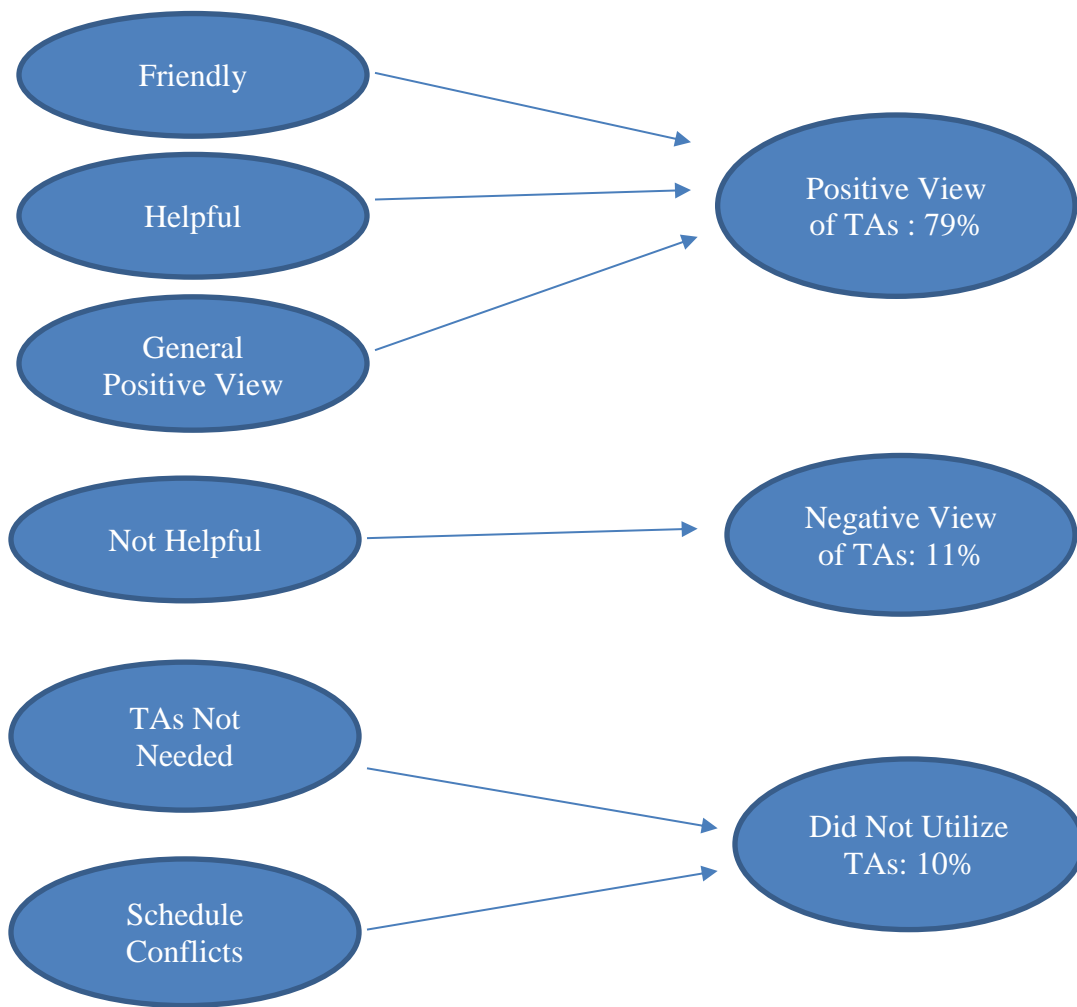 Friendly
Helpful
General
Positive View
Positive View
of TAs : 79%
Not Helpful
Negative View
of TAs: 11%
TAs Not
Needed
Schedule
Conflicts
Did Not Utilize
TAs: 10%